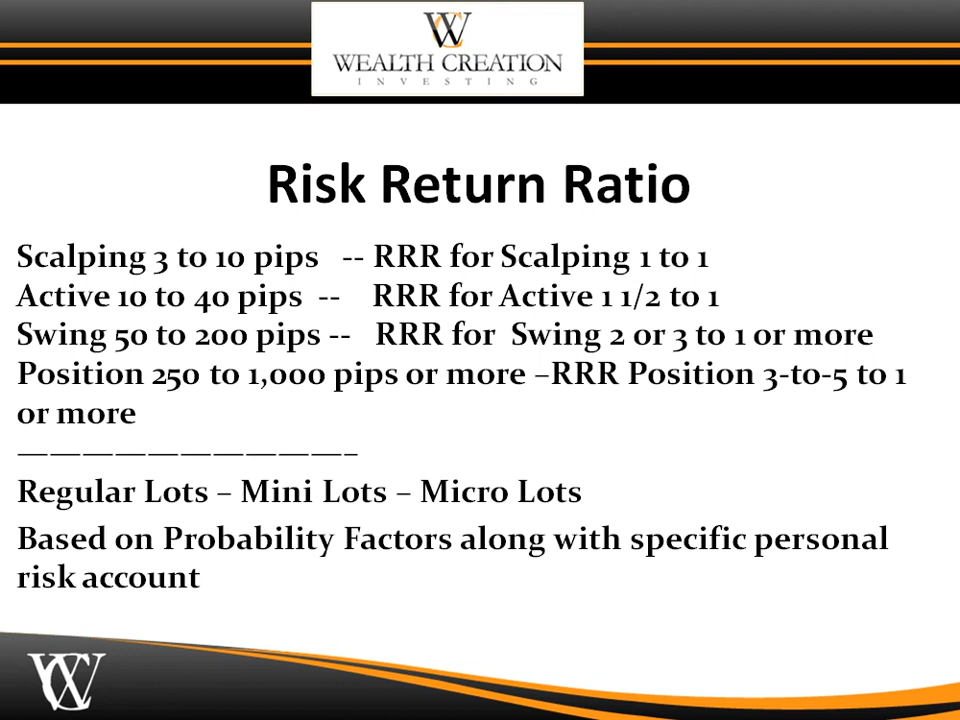 WC
WEALTH CREATION
INVESTING
Risk Return Ratio
Scalping 3 to 10 pips -- RRR for Scalping 1 to 1
Active 10 to 40 pips -- RRR for Active 1 1/2 to 1
Swing 50 to 200 pips -- RRR for Swing 2 or 3 to 1 or more
Position 250 to 1,000 pips or more –RRR Position 3-to-5 to 1
or more
———————————–
Regular Lots – Mini Lots – Micro Lots
Based on Probability Factors along with specific personal
risk account
WC